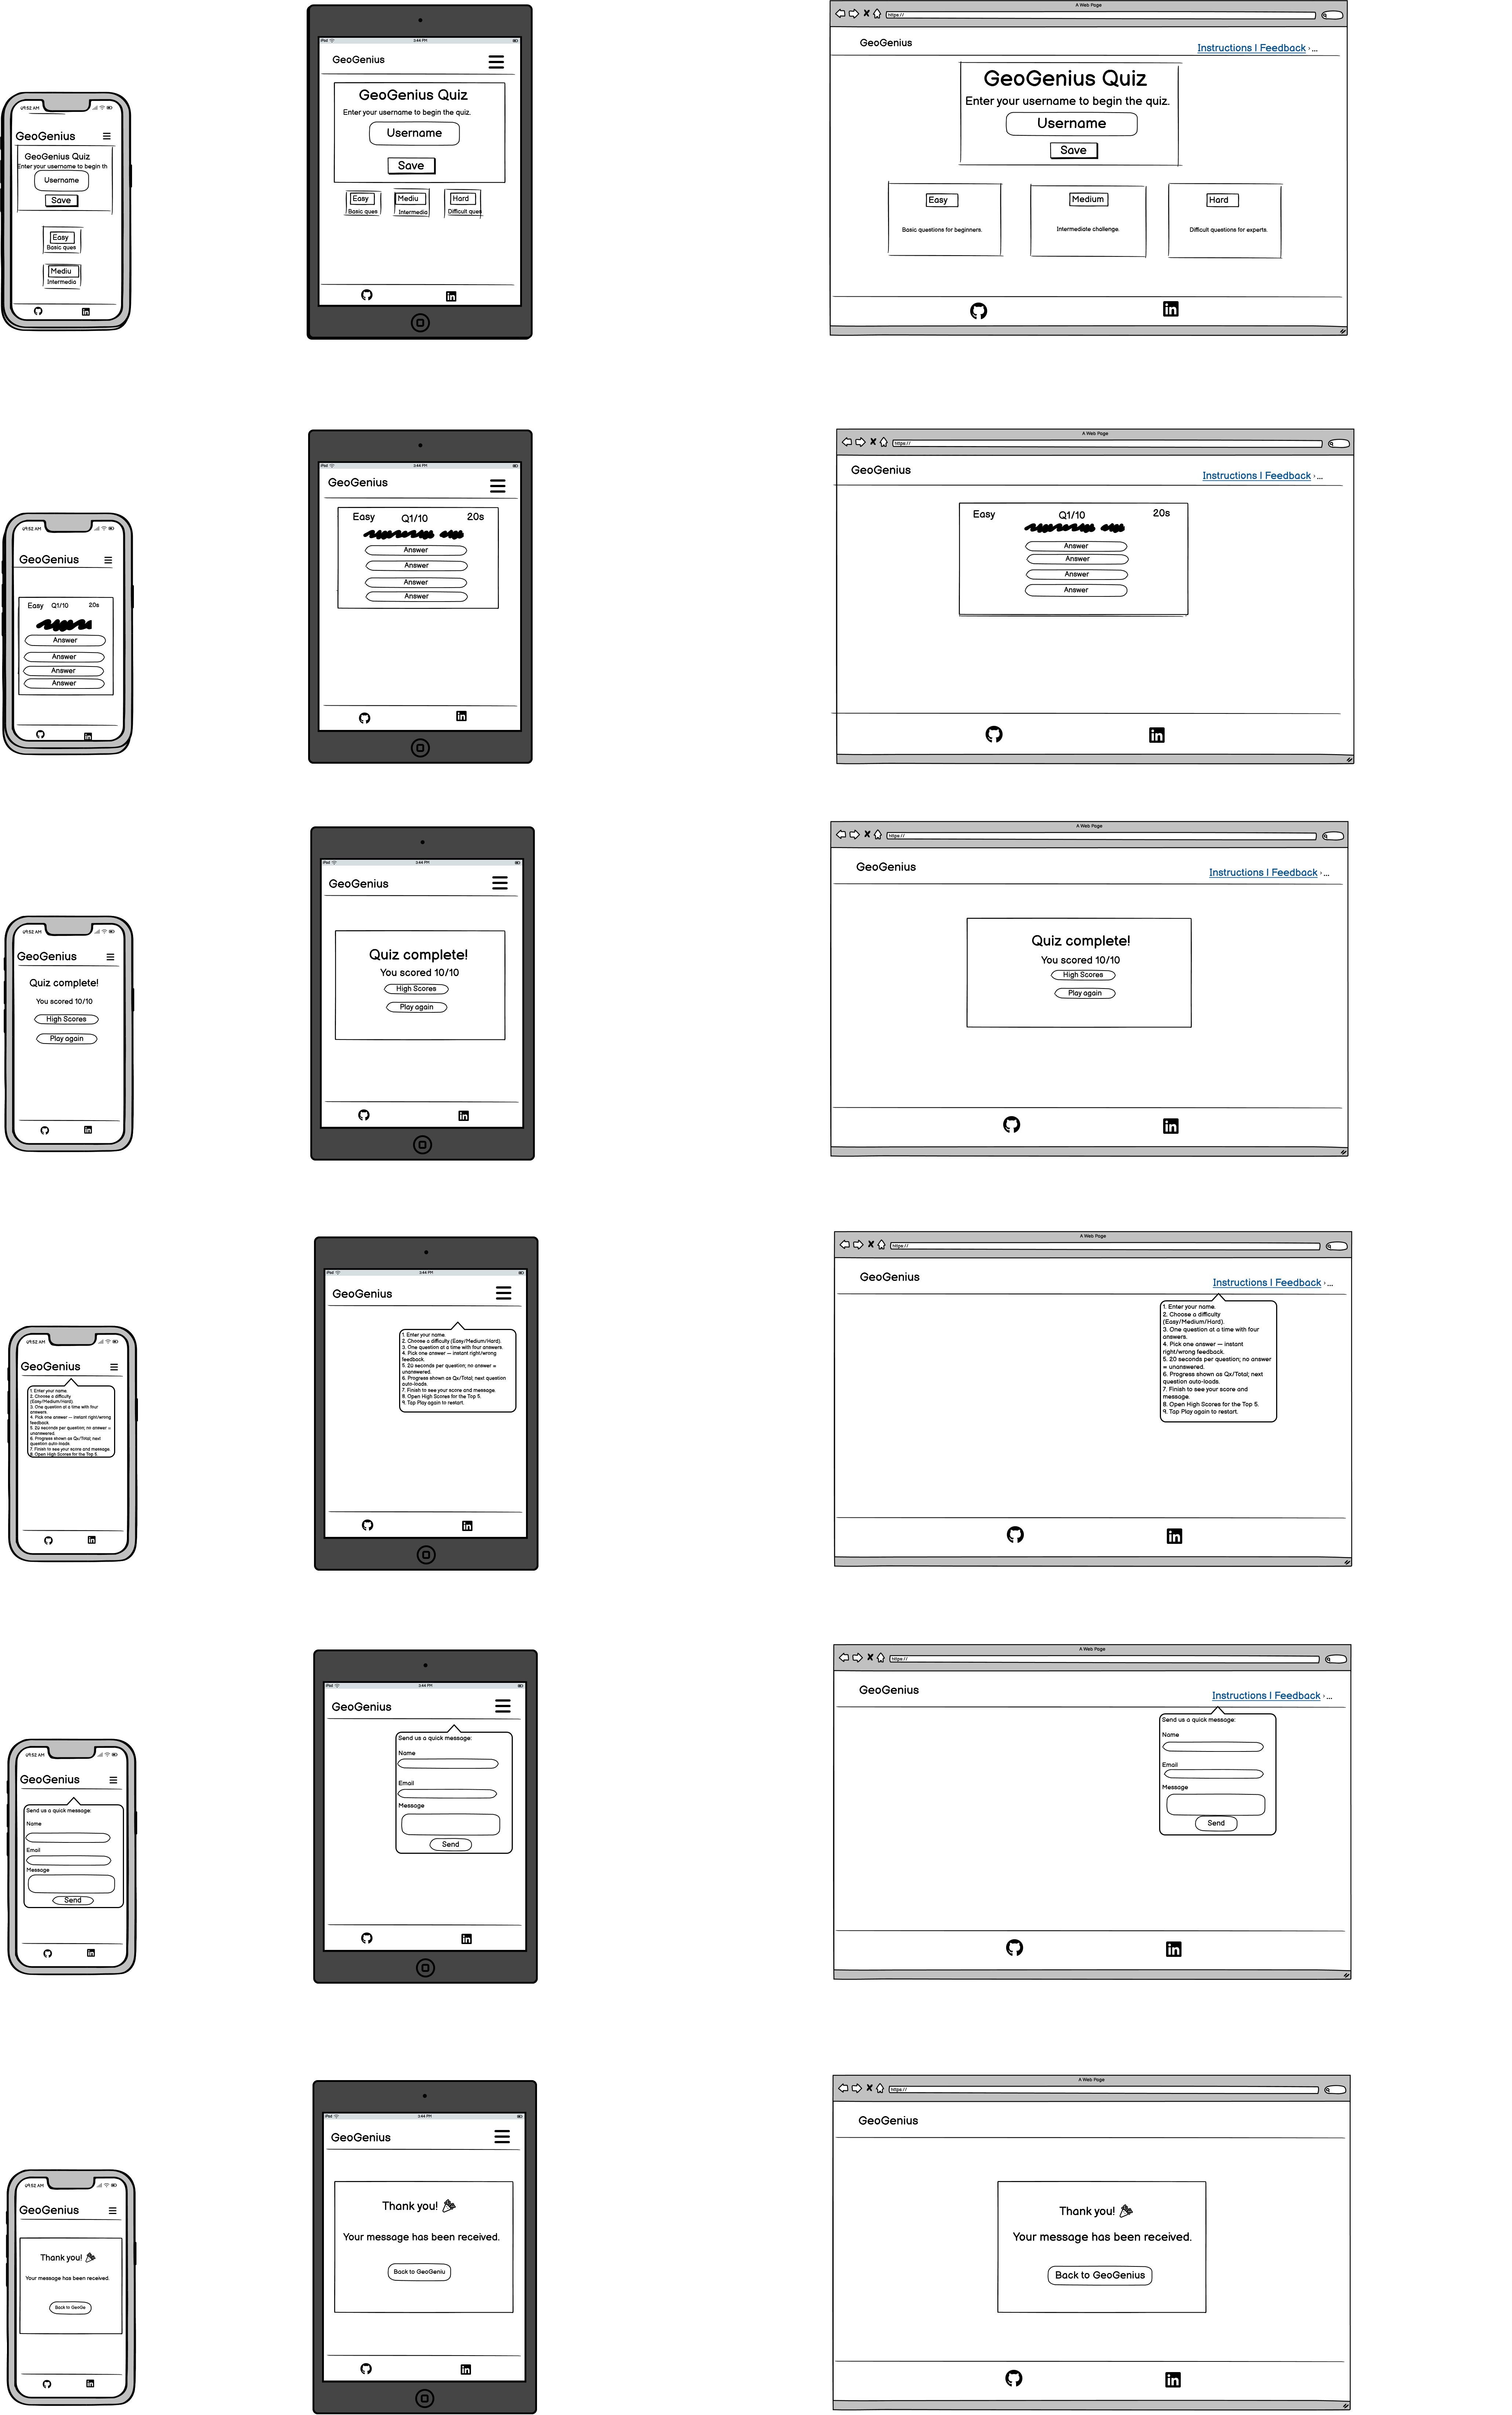 09:52 AM
GeoGenius
GeoGenius Quiz
Enter your username to begin th
Username
Save
Easy
Basic ques
Mediu
Intermedia
iPad
3:44 PM
GeoGenius
GeoGenius Quiz
Enter your username to begin the quiz.
Username
Save
Easy
Mediu
Hard
Basic ques
Intermedia
Difficult ques
A Web Page
https://
GeoGenius
Instructions | Feedback › ...
GeoGenius Quiz
Enter your username to begin the quiz.
Username
Save
Easy
Medium
Hard
Basic questions for beginners.
Intermediate challenge.
Difficult questions for experts.
09:52 AM
GeoGenius
Easy Q1/10 20s
Answer
Answer
Answer
Answer
iPad
3:44 PM
GeoGenius
Easy Q1/10 20s
Answer
Answer
Answer
Answer
A Web Page
https://
GeoGenius
Instructions | Feedback › ...
Easy Q1/10 20s
Answer
Answer
Answer
Answer
09:52 AM
GeoGenius
Quiz complete!
You scored 10/10
High Scores
Play again
iPad
3:44 PM
GeoGenius
Quiz complete!
You scored 10/10
High Scores
Play again
A Web Page
https://
GeoGenius
Instructions | Feedback › ...
Quiz complete!
You scored 10/10
High Scores
Play again
09:52 AM
GeoGenius
1. Enter your name.
2. Choose a difficulty
(Easy/Medium/Hard).
3. One question at a time with four
answers.
4. Pick one answer — instant right/wrong
feedback.
5. 20 seconds per question; no answer =
unanswered.
6. Progress shown as Qx/Total; next
question auto-loads.
7. Finish to see your score and message.
8. Open High Scores for the Top 5.
iPad
3:44 PM
GeoGenius
1. Enter your name.
2. Choose a difficulty (Easy/Medium/Hard).
3. One question at a time with four answers.
4. Pick one answer — instant right/wrong
feedback.
5. 20 seconds per question; no answer =
unanswered.
6. Progress shown as Qx/Total; next question
auto-loads.
7. Finish to see your score and message.
8. Open High Scores for the Top 5.
9. Tap Play again to restart.
A Web Page
https://
GeoGenius
Instructions | Feedback › ...
1. Enter your name.
2. Choose a difficulty
(Easy/Medium/Hard).
3. One question at a time with four
answers.
4. Pick one answer — instant
right/wrong feedback.
5. 20 seconds per question; no answer
= unanswered.
6. Progress shown as Qx/Total; next
question auto-loads.
7. Finish to see your score and
message.
8. Open High Scores for the Top 5.
9. Tap Play again to restart.
09:52 AM
GeoGenius
Send us a quick message:
Name
Email
Message
Send
iPad
3:44 PM
GeoGenius
Send us a quick message:
Name
Email
Message
Send
A Web Page
https://
GeoGenius
Instructions | Feedback › ...
Send us a quick message:
Name
Email
Message
Send
09:52 AM
GeoGenius
Thank you!
Your message has been received.
Back to GeoGe
iPad
3:44 PM
GeoGenius
Thank you!
Your message has been received.
Back to GeoGeniu
A Web Page
https://
GeoGenius
Thank you!
Your message has been received.
Back to GeoGenius